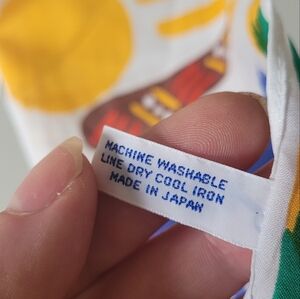 MACHINE WASHABLE
LINE DRY COOL IRON
MADE IN JAPAN